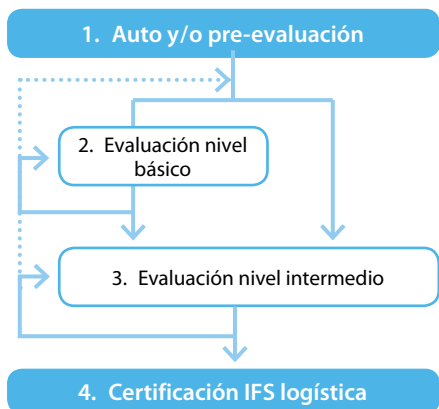 1. Auto y/o pre-evaluación
2. Evaluación nivel
básico
3. Evaluación nivel intermedio
4. Certificación IFS logística